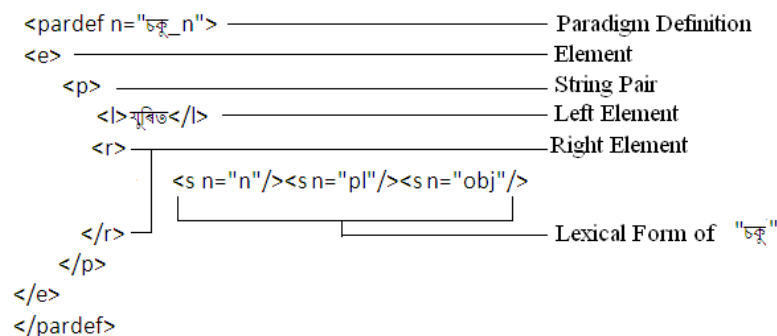 <pardef n="চকু_n"> Paradigm Definition
<e> Element
<p> String Pair
<l>যুৰিত</l> Left Element
<r> Right Element
<s n="n"/><s n="pl"/><s n="obj"/>
</r> Lexical Form of "চকু"
</p>
</e>
</pardef>